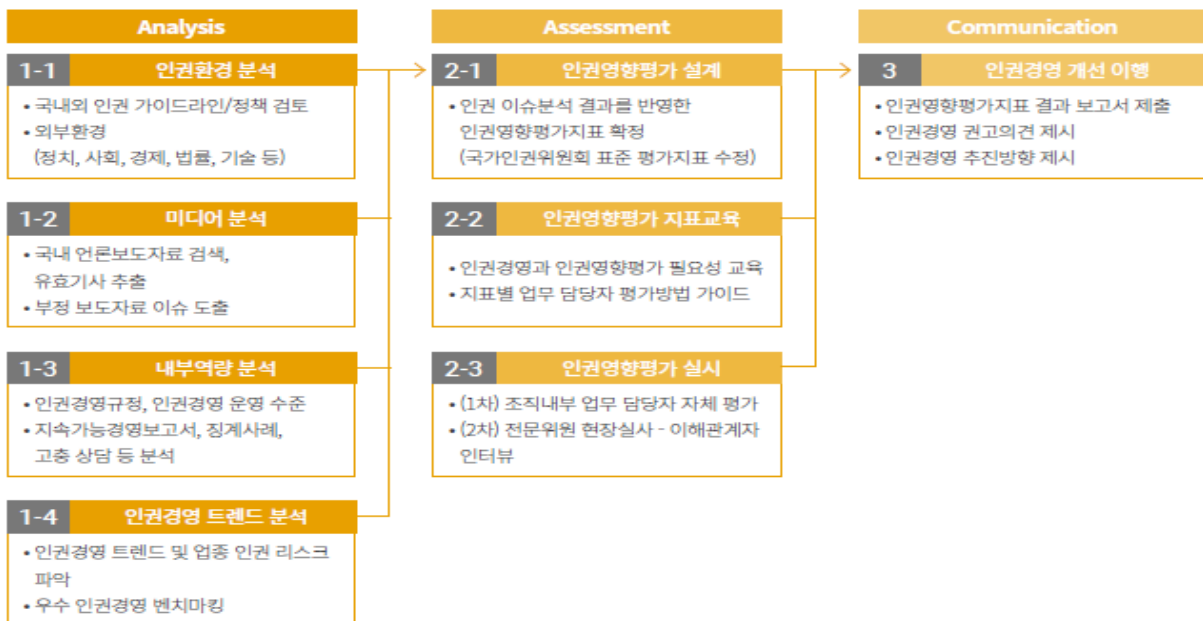 Analysis
1-1 인권환경 분석
• 국내외 인권 가이드라인/정책 검토
• 외부환경
(정치, 사회, 경제, 법률, 기술 등)
1-2 미디어 분석
• 국내 언론보도자료 검색,
유효기사 추출
• 부정 보도자료 이슈 도출
1-3 내부역량 분석
• 인권경영규정, 인권경영 운영 수준
• 지속가능경영보고서, 징계사례,
고충 상담 등 분석
1-4 인권경영 트렌드 분석
• 인권경영 트렌드 및 업종 인권 리스크
파악
• 우수 인권경영 벤치마킹
Assessment
2-1 인권영향평가 설계
• 인권 이슈분석 결과를 반영한
인권영향평가지표 확정
(국가인권위원회 표준 평가지표 수정)
2-2 인권영향평가 지표교육
• 인권경영과 인권영향평가 필요성 교육
• 지표별 업무 담당자 평가방법 가이드
2-3 인권영향평가 실시
• (1차) 조직내부 업무 담당자 자체 평가
• (2차) 전문위원 현장실사 - 이해관계자
인터뷰
Communication
3 인권경영 개선 이행
• 인권영향평가지표 결과 보고서 제출
• 인권경영 권고의견 제시
• 인권경영 추진방향 제시